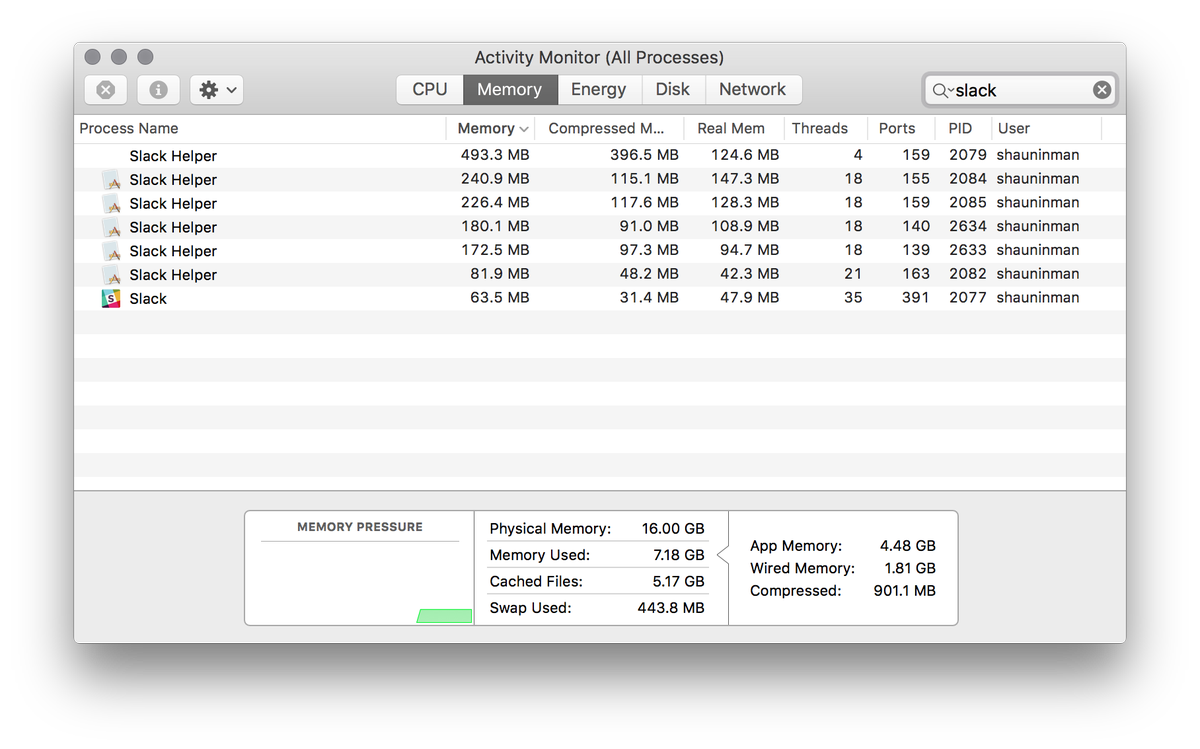 Activity Monitor (All Processes)
CPU Memory Energy Disk Network slack
Process Name Memory Compressed M... Real Mem Threads Ports PID User
Slack Helper 493.3 MB 396.5 MB 124.6 MB 4 159 2079 shauninman
Slack Helper 240.9 MB 115.1 MB 147.3 MB 18 155 2084 shauninman
Slack Helper 226.4 MB 117.6 MB 128.3 MB 18 159 2085 shauninman
Slack Helper 180.1 MB 91.0 MB 108.9 MB 18 140 2634 shauninman
Slack Helper 172.5 MB 97.3 MB 94.7 MB 18 139 2633 shauninman
Slack Helper 81.9 MB 48.2 MB 42.3 MB 21 163 2082 shauninman
S Slack 63.5 MB 31.4 MB 47.9 MB 35 391 2077 shauninman
MEMORY PRESSURE
Physical Memory: 16.00 GB
Memory Used: 7.18 GB
Cached Files: 5.17 GB
Swap Used: 443.8 MB
App Memory: 4.48 GB
Wired Memory: 1.81 GB
Compressed: 901.1 MB